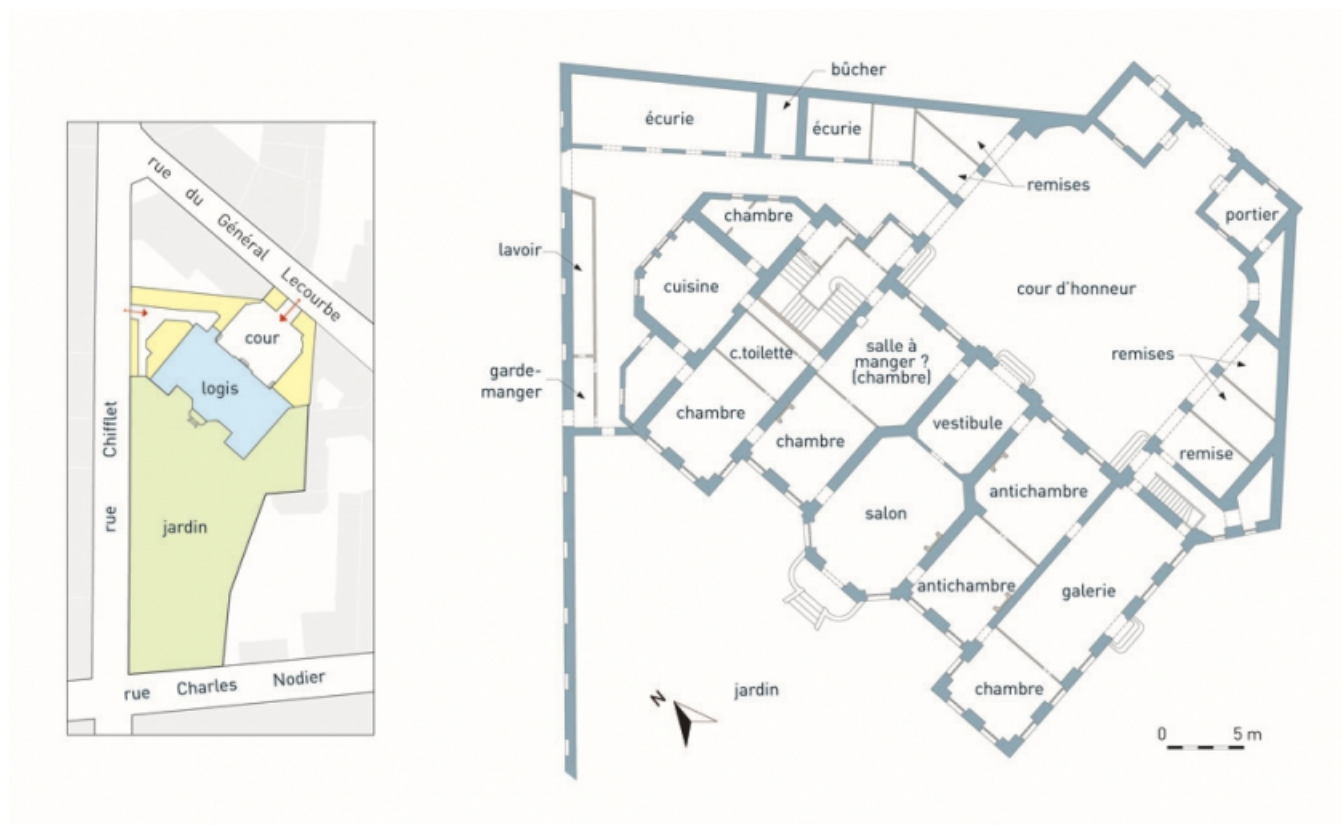 rue du Général Lecourbe
cour
logis
rue Chifflet
jardin
rue Charles Nodier
bûcher
écurie
écurie
remises
portier
chambre
lavoir
cuisine
cour d'honneur
c.toilette
salle à
manger ?
(chambre)
remises
garde-
manger
chambre
chambre
vestibule
remise
antichambre
salon
antichambre
galerie
chambre
jardin
N
0 5 m